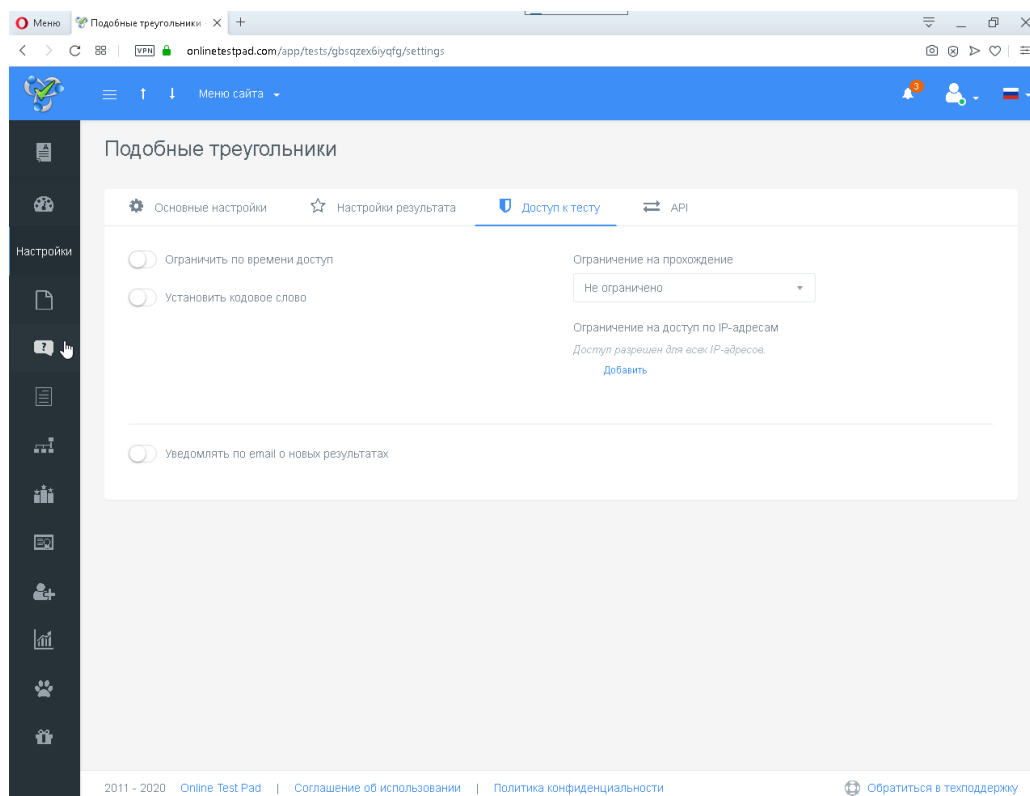 Меню
Подобные треугольники
VPN
onlinetestpad.com/app/tests/gbsqzex6iyqfg/settings
Меню сайта
3
Подобные треугольники
Основные настройки
Настройки результата
Доступ к тесту
API
Настройки
Ограничить по времени доступ
Установить кодовое слово
Ограничение на прохождение
Не ограничено
Ограничение на доступ по IP-адресам
Доступ разрешен для всех IP-адресов.
Добавить
Уведомлять по email о новых результатах
2011 - 2020 Online Test Pad | Соглашение об использовании | Политика конфиденциальности
Обратиться в техподдержку